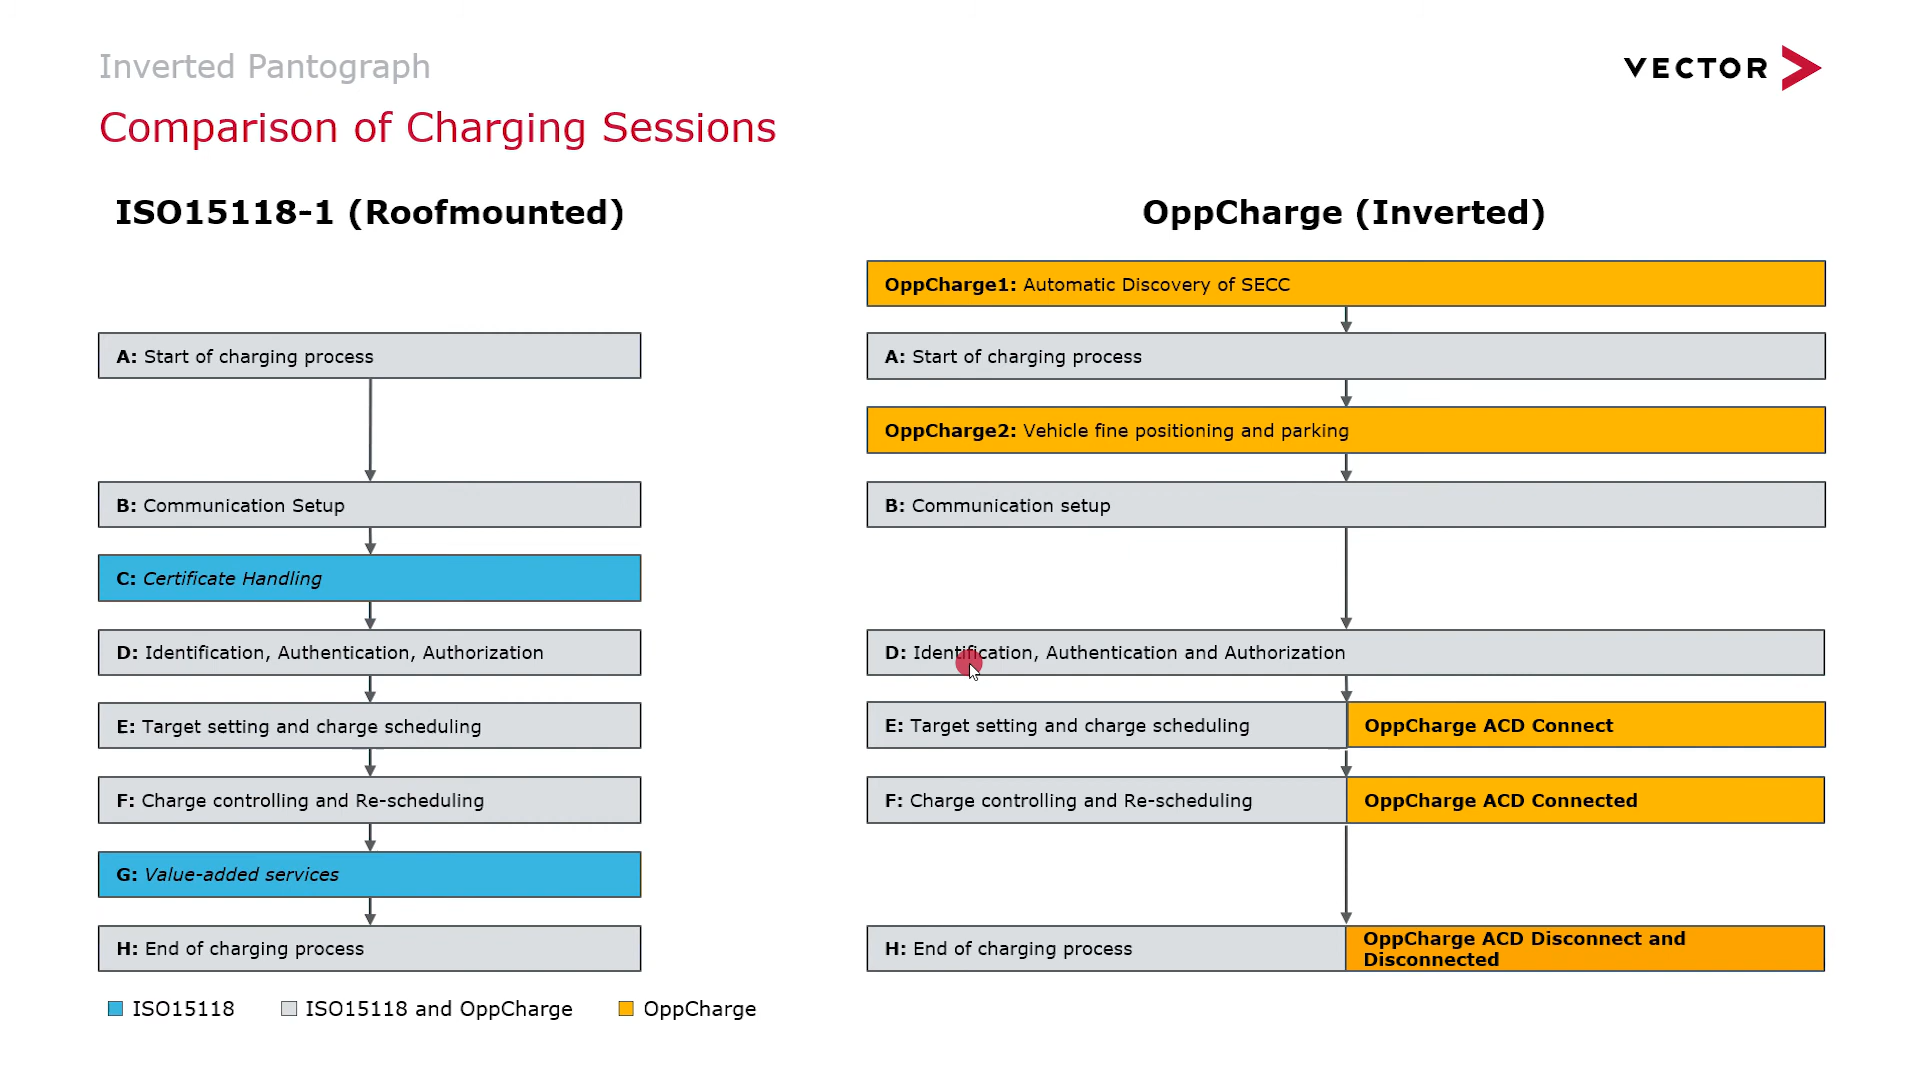 Inverted Pantograph
VECTOR
Comparison of Charging Sessions
ISO15118-1 (Roofmounted)
A: Start of charging process
B: Communication Setup
C: Certificate Handling
D: Identification, Authentication, Authorization
E: Target setting and charge scheduling
F: Charge controlling and Re-scheduling
G: Value-added services
H: End of charging process
OppCharge (Inverted)
OppCharge1: Automatic Discovery of SECC
A: Start of charging process
OppCharge2: Vehicle fine positioning and parking
B: Communication setup
D: Identification, Authentication and Authorization
E: Target setting and charge scheduling
OppCharge ACD Connect
F: Charge controlling and Re-scheduling
OppCharge ACD Connected
H: End of charging process
OppCharge ACD Disconnect and
Disconnected
ISO15118
ISO15118 and OppCharge
OppCharge